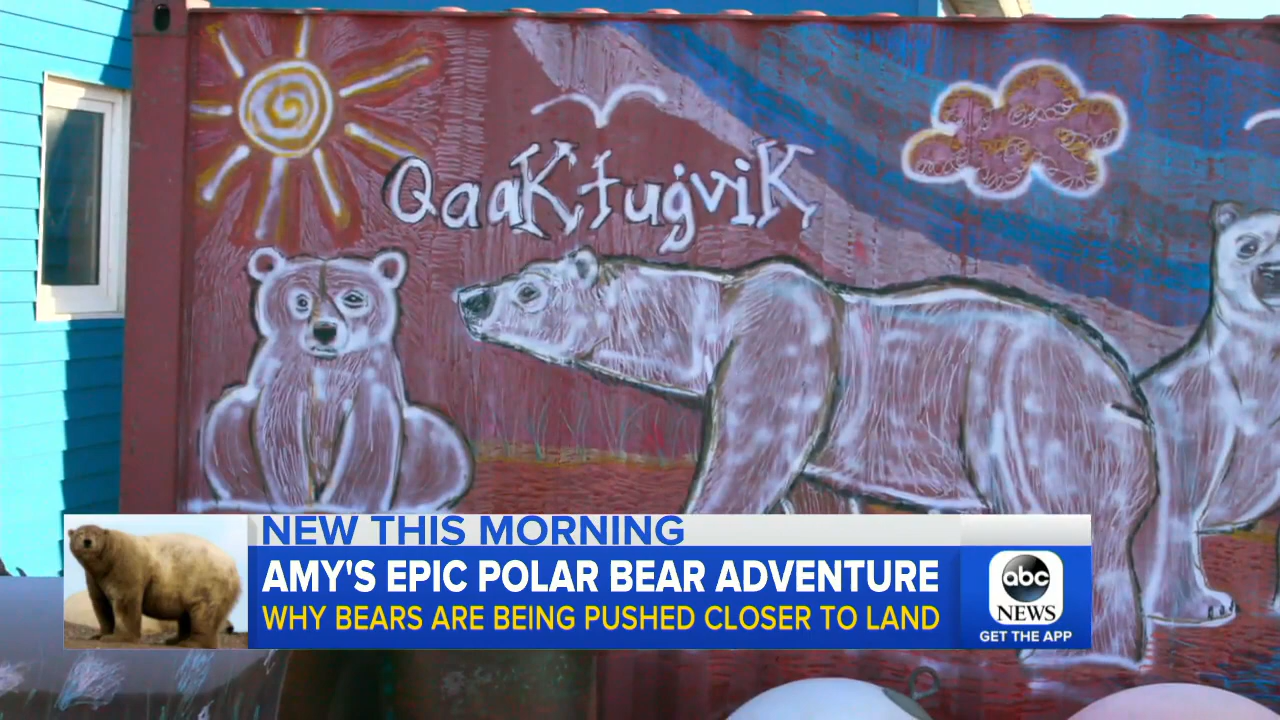 QaaKtuġviK
NEW THIS MORNING
AMY'S EPIC POLAR BEAR ADVENTURE
WHY BEARS ARE BEING PUSHED CLOSER TO LAND
abc
NEWS
GET THE APP